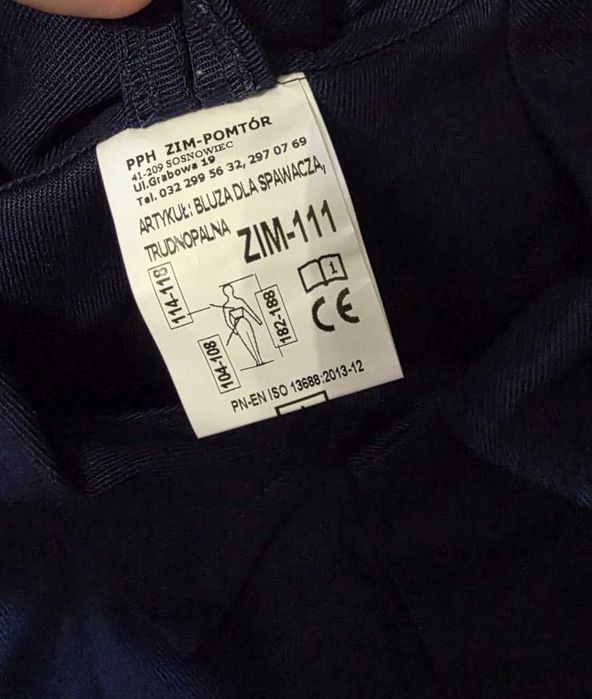 PPH ZIM-POMTÓR
41-209 SOSNOWIEC
Ul.Grabowa 19
Tel. 032 299 56 32, 297 07 69
ARTYKUŁ: BLUZA DLA SPAWACZA,
TRUDNOPALNA
ZIM-111
114-118
1
182-188
CE
104-108
PN-EN ISO 13688:2013-12